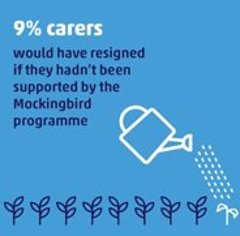 9% carers
would have resigned
if they hadn't been
supported by the
Mockingbird
programme